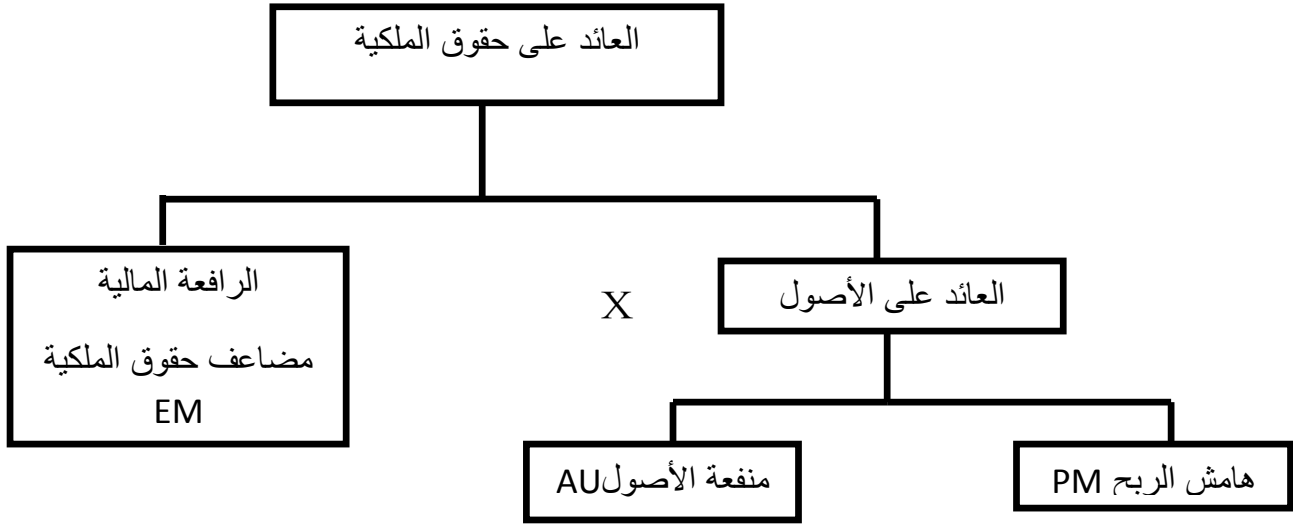 العائد على حقوق الملكية
العائد على الأصول
X
الرافعة المالية
مضاعف حقوق الملكية
EM
هامش الربح PM
منفعة الأصولAU